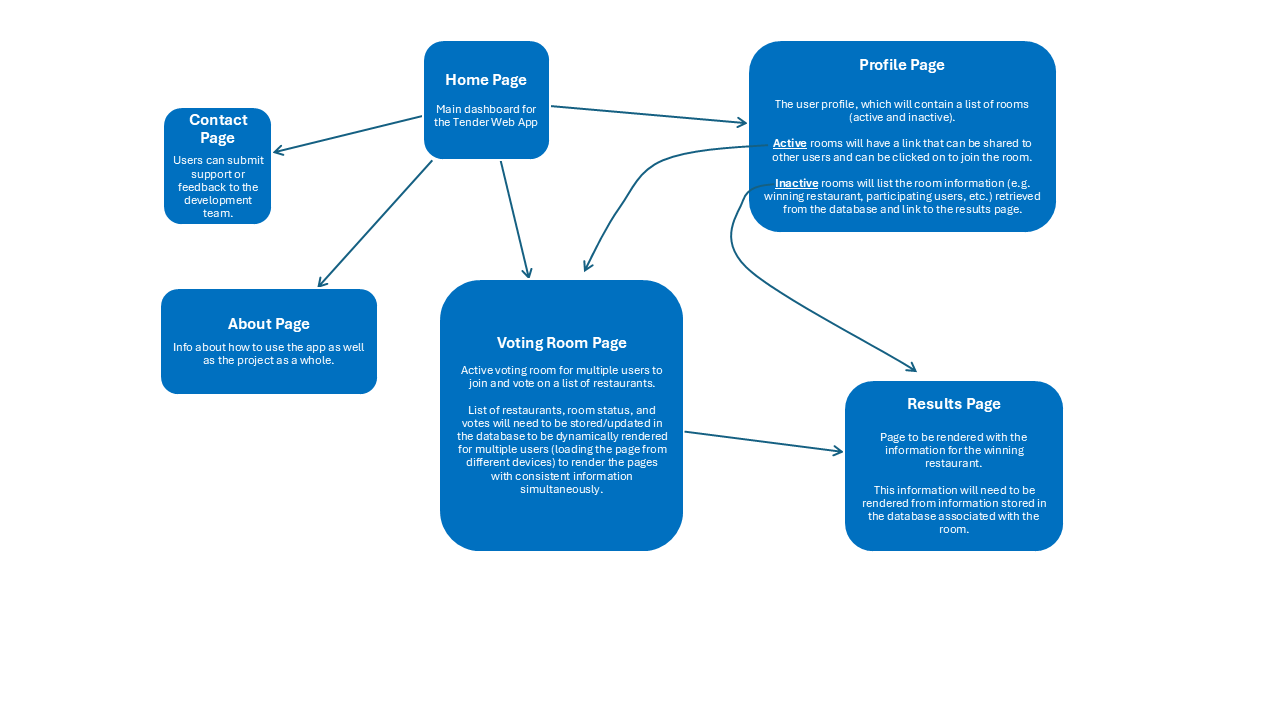 Home Page
Main dashboard for
the Tender Web App
Profile Page
The user profile, which will contain a list of rooms
(active and inactive).
Active rooms will have a link that can be shared to
other users and can be clicked on to join the room.
Inactive rooms will list the room information (e.g.
winning restaurant, participating users, etc.) retrieved
from the database and link to the results page.
Contact
Page
Users can submit
support or
feedback to the
development
team.
About Page
Info about how to use the app as well
as the project as a whole.
Voting Room Page
Active voting room for multiple users to
join and vote on a list of restaurants.
List of restaurants, room status, and
votes will need to be stored/updated in
the database to be dynamically rendered
for multiple users (loading the page from
different devices) to render the pages
with consistent information
simultaneously.
Results Page
Page to be rendered with the
information for the winning
restaurant.
This information will need to be
rendered from information stored in
the database associated with the
room.